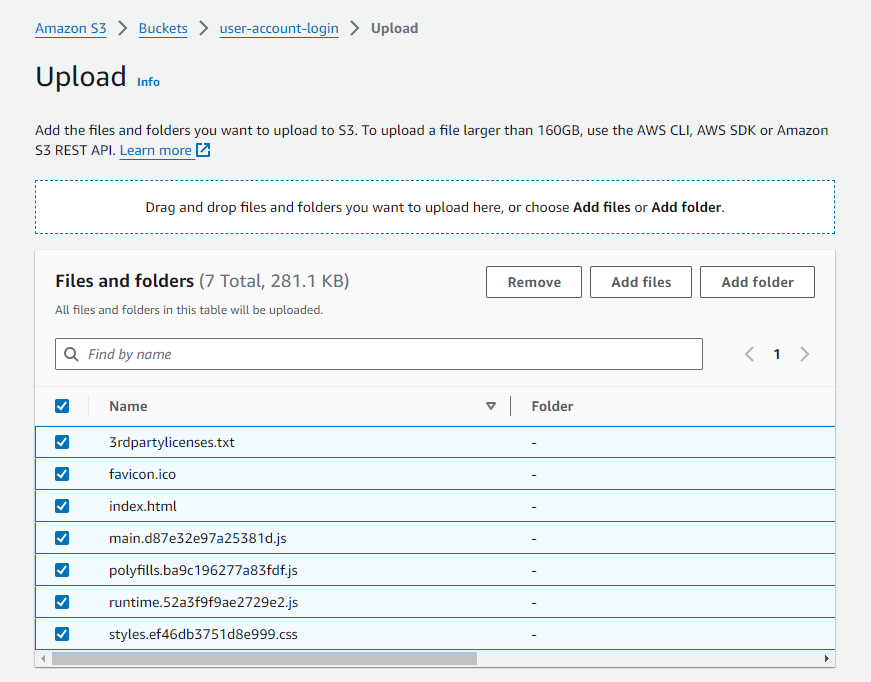 Amazon S3 > Buckets > user-account-login > Upload
Upload Info
Add the files and folders you want to upload to S3. To upload a file larger than 160GB, use the AWS CLI, AWS SDK or Amazon
S3 REST API. Learn more
Drag and drop files and folders you want to upload here, or choose Add files or Add folder.
Files and folders (7 Total, 281.1 KB)
Remove
Add files
Add folder
All files and folders in this table will be uploaded.
Find by name
1
Name
Folder
3rdpartylicenses.txt -
favicon.ico -
index.html -
main.d87e32e97a25381d.js -
polyfills.ba9c196277a83fdf.js -
runtime.52a3f9f9ae2729e2.js -
styles.ef46db3751d8e999.css -